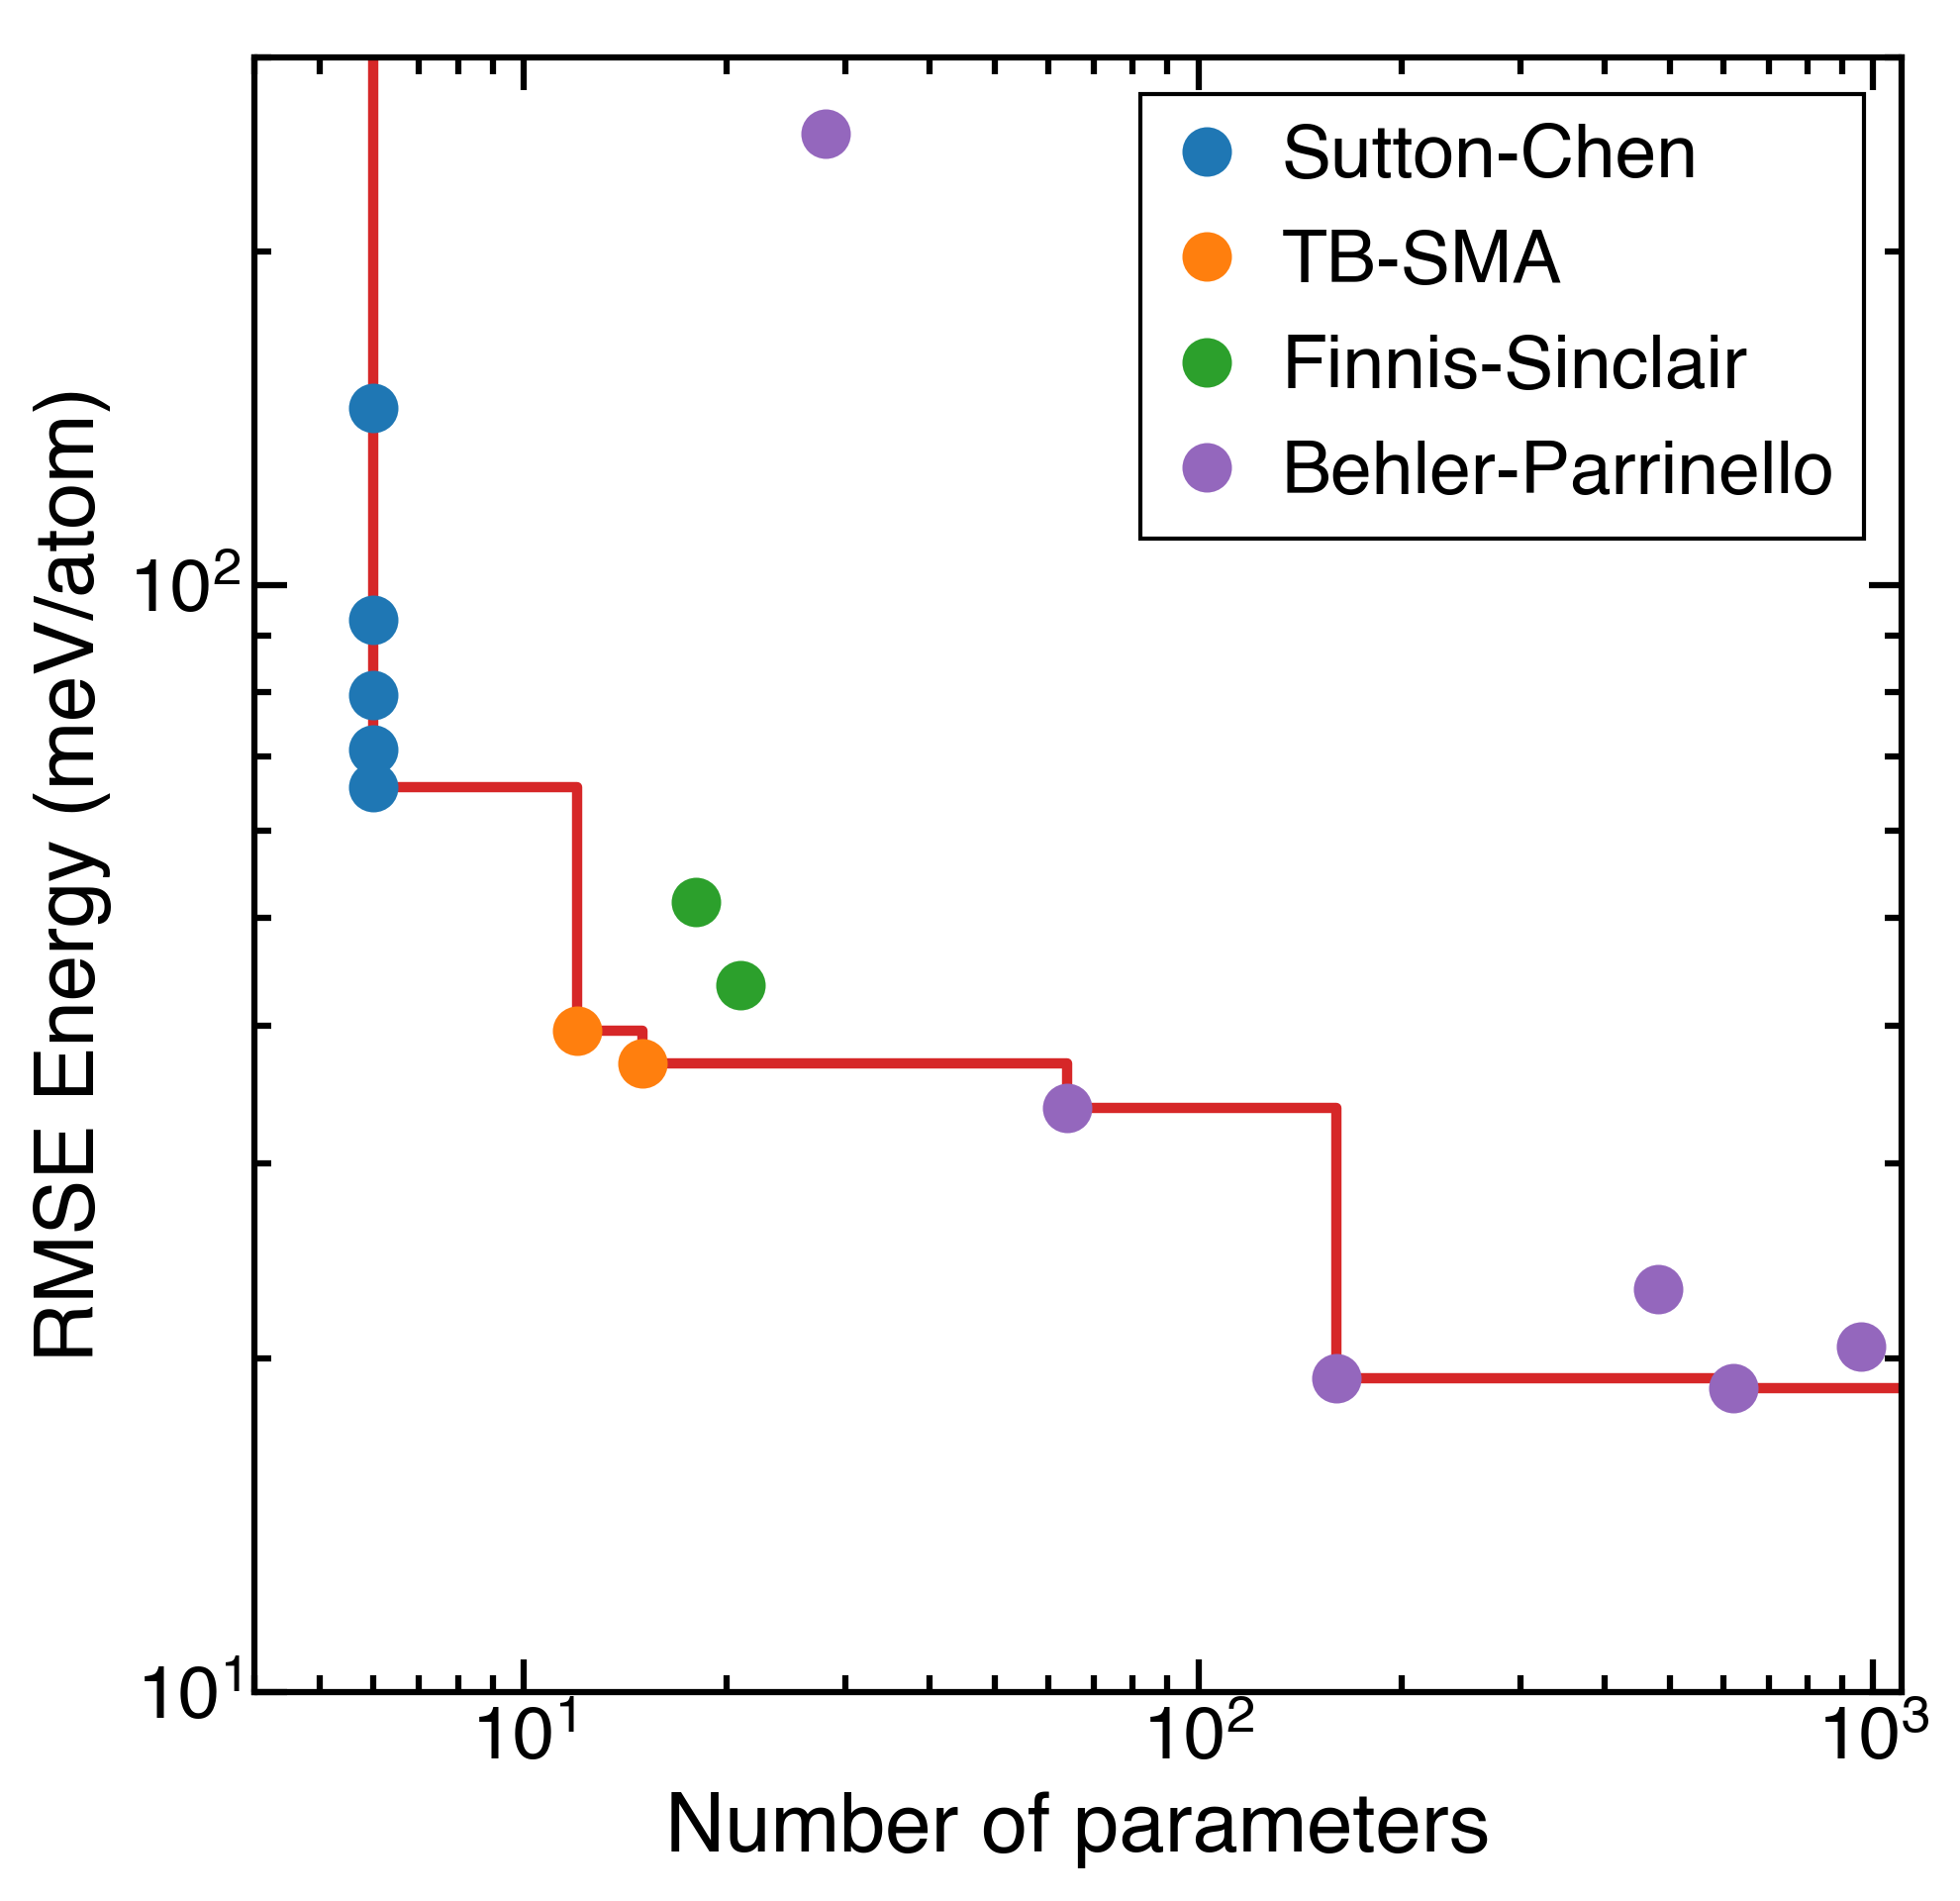 Sutton-Chen
TB-SMA
Finnis-Sinclair
Behler-Parrinello
RMSE Energy (meV/atom)
10²
10¹
10¹ 10² 10³
Number of parameters